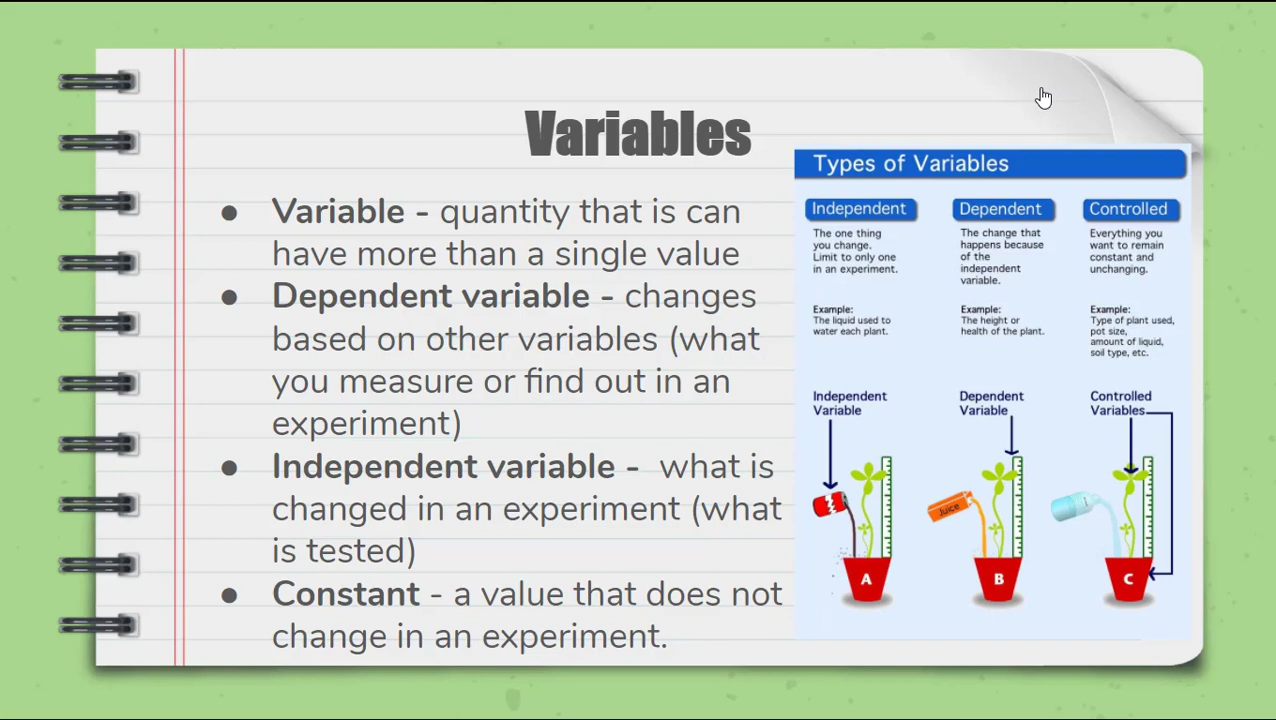 Variables
● Variable - quantity that is can
have more than a single value
● Dependent variable - changes
based on other variables (what
you measure or find out in an
experiment)
● Independent variable -  what is
changed in an experiment (what
is tested)
● Constant - a value that does not
change in an experiment.
Types of Variables
Independent
The one thing
you change.
Limit to only one
in an experiment.
Example:
The liquid used to
water each plant.
Independent
Variable
A
Dependent
The change that
happens because
of the
independent
variable.
Example:
The height or
health of the plant.
Dependent
Variable
Juice
B
Controlled
Everything you
want to remain
constant and
unchanging.
Example:
Type of plant used,
pot size,
amount of liquid,
soil type, etc.
Controlled
Variables
C